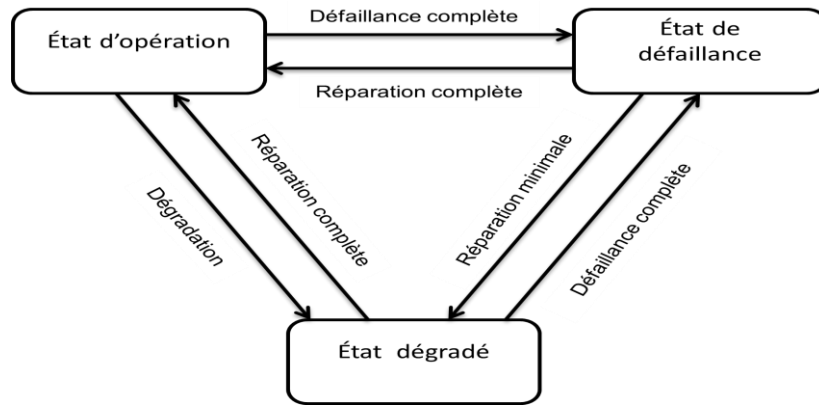 Défaillance complète
État d'opération
État de
défaillance
Réparation complète
Dégradation
Réparation complète
Réparation minimale
Défaillance complète
État dégradé